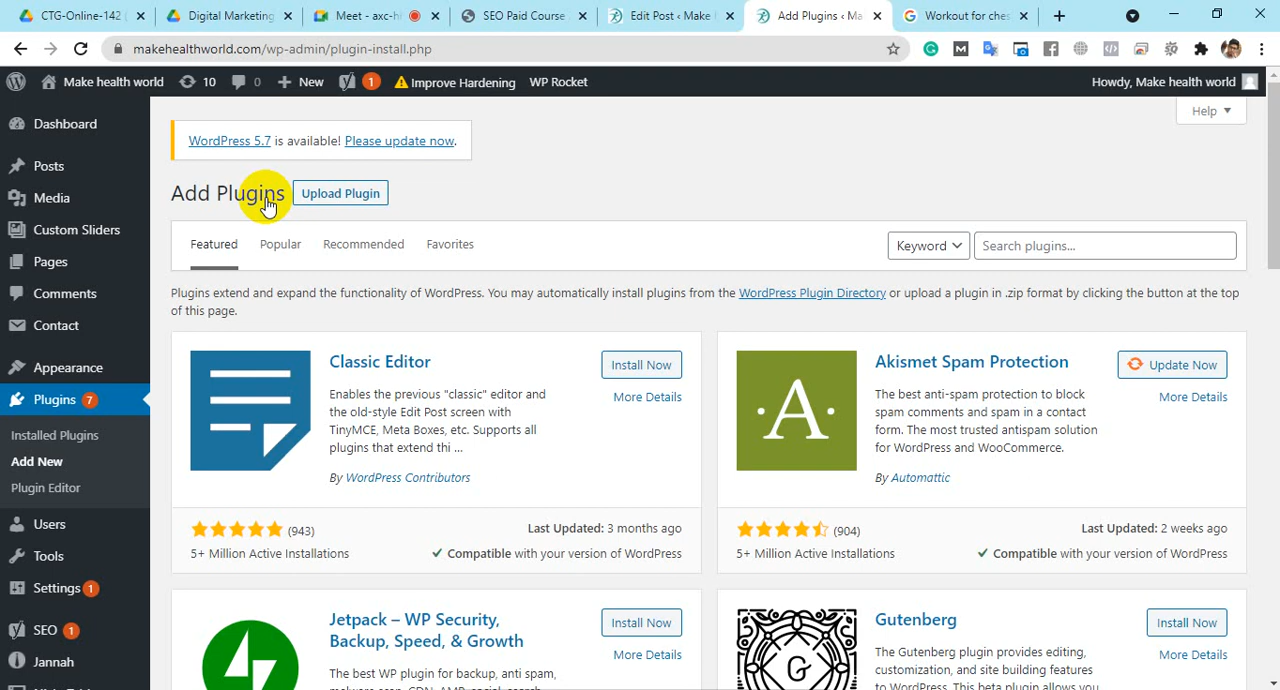 CTG-Online-142
Digital Marketing
Meet - axc-h
SEO Paid Course
Edit Post ‹ Make
Add Plugins ‹ Ma
Workout for ches
makehealthworld.com/wp-admin/plugin-install.php
Make health world
10
0
New
1
Improve Hardening
WP Rocket
Howdy, Make health world
Dashboard
Posts
Media
Custom Sliders
Pages
Comments
Contact
Appearance
Plugins 7
Installed Plugins
Add New
Plugin Editor
Users
Tools
Settings 1
SEO 1
Jannah
Help
WordPress 5.7 is available! Please update now.
Add Plugins
Upload Plugin
Featured
Popular
Recommended
Favorites
Keyword
Search plugins...
Plugins extend and expand the functionality of WordPress. You may automatically install plugins from the WordPress Plugin Directory or upload a plugin in .zip format by clicking the button at the top
of this page.
Classic Editor
Install Now
More Details
Enables the previous "classic" editor and
the old-style Edit Post screen with
TinyMCE, Meta Boxes, etc. Supports all
plugins that extend thi ...
By WordPress Contributors
(943)
5+ Million Active Installations
Last Updated: 3 months ago
Compatible with your version of WordPress
Akismet Spam Protection
Update Now
More Details
The best anti-spam protection to block
spam comments and spam in a contact
form. The most trusted antispam solution
for WordPress and WooCommerce.
By Automattic
(904)
5+ Million Active Installations
Last Updated: 2 weeks ago
Compatible with your version of WordPress
Jetpack – WP Security,
Backup, Speed, & Growth
Install Now
More Details
The best WP plugin for backup, anti spam,
Gutenberg
Install Now
More Details
The Gutenberg plugin provides editing,
customization, and site building features
to WordPress. This beta plugin allows you